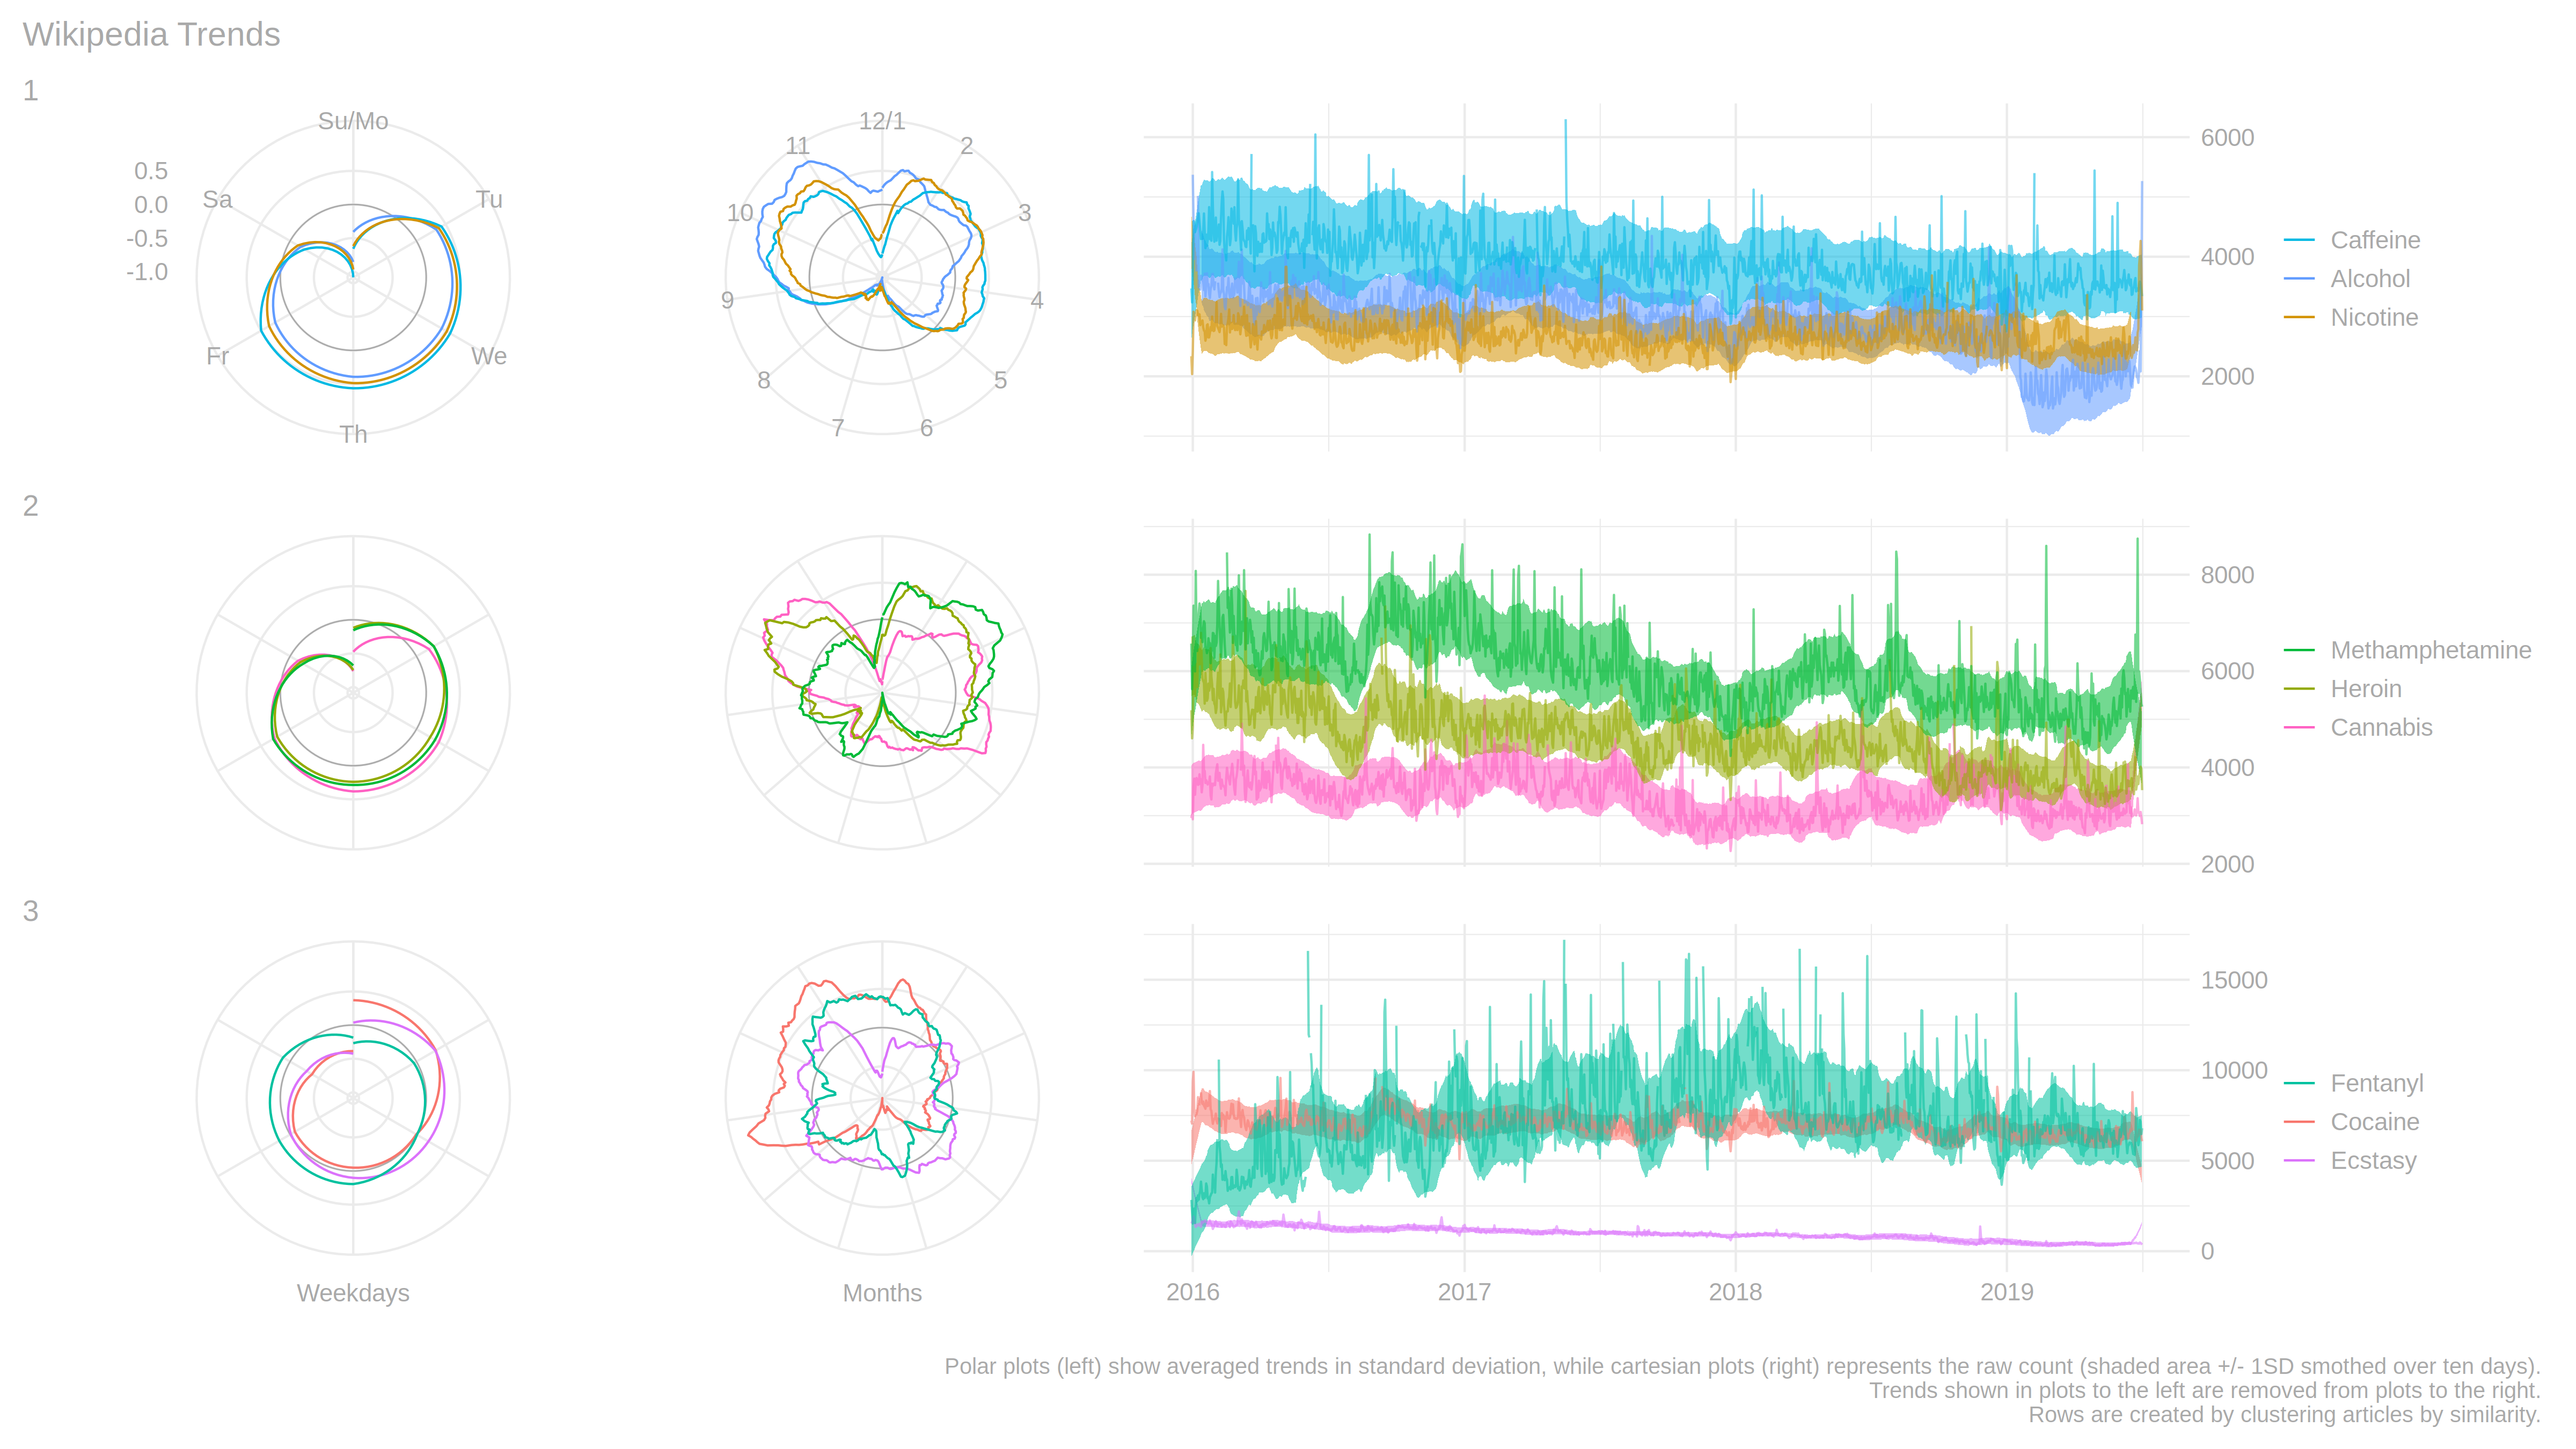 Wikipedia Trends
1
Su/Mo
Tu
We
Th
Fr
Sa
0.5
0.0
-0.5
-1.0
12/1
2
3
4
5
6
7
8
9
10
11
6000
4000
2000
Caffeine
Alcohol
Nicotine
2
8000
6000
4000
2000
Methamphetamine
Heroin
Cannabis
3
15000
10000
5000
0
Fentanyl
Cocaine
Ecstasy
Weekdays
Months
2016
2017
2018
2019
Polar plots (left) show averaged trends in standard deviation, while cartesian plots (right) represents the raw count (shaded area +/- 1SD smothed over ten days).
Trends shown in plots to the left are removed from plots to the right.
Rows are created by clustering articles by similarity.